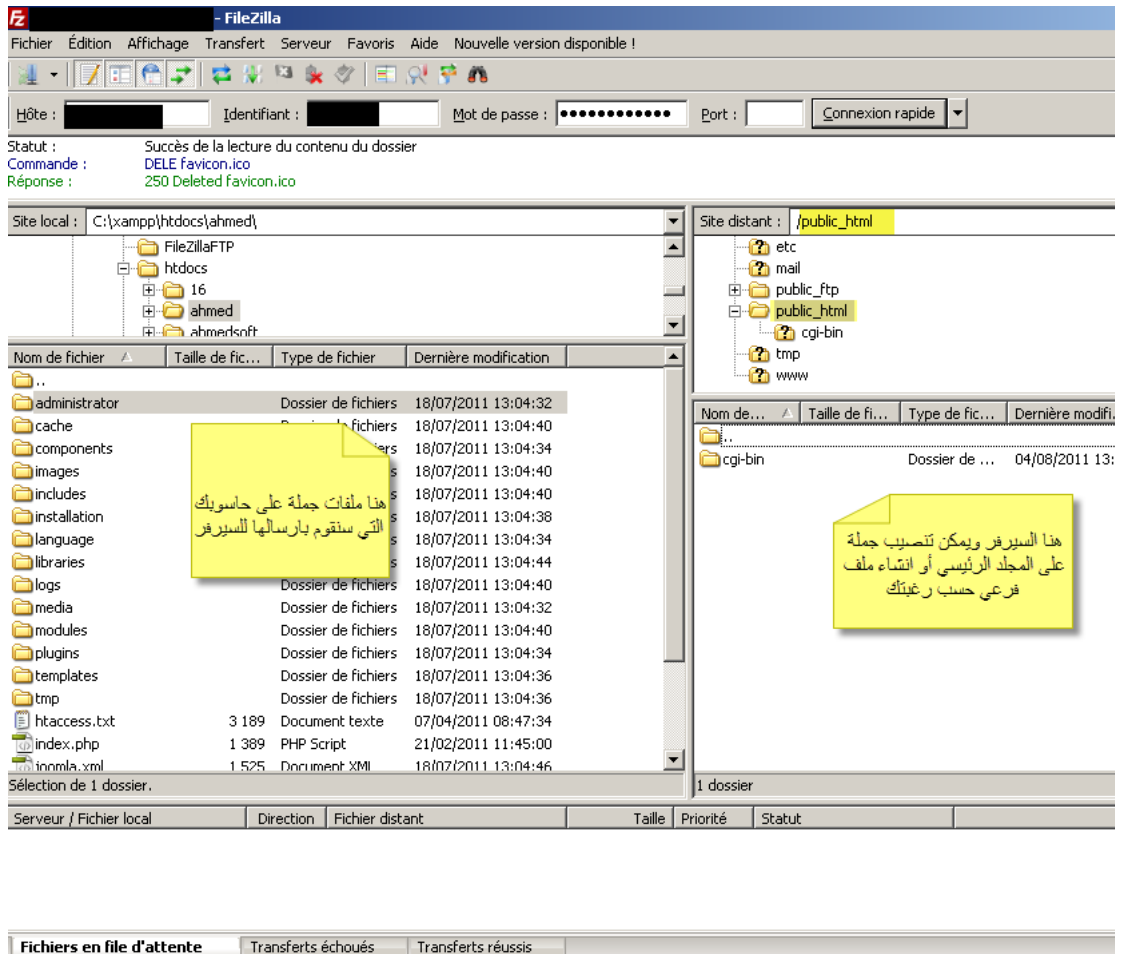 - FileZilla
Fichier Édition Affichage Transfert Serveur Favoris Aide Nouvelle version disponible !
Hôte : Identifiant : Mot de passe : ●●●●●●●●●●●● Port : Connexion rapide
Statut : Succès de la lecture du contenu du dossier
Commande : DELE favicon.ico
Réponse : 250 Deleted favicon.ico
Site local : C:\xampp\htdocs\ahmed\
FileZillaFTP
htdocs
16
ahmed
ahmedsoft
Nom de fichier Taille de fic... Type de fichier Dernière modification
..
administrator Dossier de fichiers 18/07/2011 13:04:32
cache Dossier de fichiers 18/07/2011 13:04:40
components 18/07/2011 13:04:34
images 18/07/2011 13:04:40
includes 18/07/2011 13:04:40
installation 18/07/2011 13:04:38
language 18/07/2011 13:04:34
libraries 18/07/2011 13:04:44
logs Dossier de fichiers 18/07/2011 13:04:40
media Dossier de fichiers 18/07/2011 13:04:32
modules Dossier de fichiers 18/07/2011 13:04:40
plugins Dossier de fichiers 18/07/2011 13:04:34
templates Dossier de fichiers 18/07/2011 13:04:36
tmp Dossier de fichiers 18/07/2011 13:04:36
htaccess.txt 3 189 Document texte 07/04/2011 08:47:34
index.php 1 389 PHP Script 21/02/2011 11:45:00
joomla.xml 1 525 Document XML 18/07/2011 13:04:46
هنا ملفات جملة على حاسوبك
التي سنقوم بارسالها للسيرفر
Sélection de 1 dossier.
Site distant : /public_html
etc
mail
public_ftp
public_html
cgi-bin
tmp
www
Nom de... Taille de fi... Type de fic... Dernière modifi.
..
cgi-bin Dossier de ... 04/08/2011 13:
هنا السيرفر ويمكن تنصيب جملة
على المجلد الرئيسي أو انشاء ملف
فرعي حسب رغبتك
1 dossier
Serveur / Fichier local Direction Fichier distant Taille Priorité Statut
Fichiers en file d'attente Transferts échoués Transferts réussis